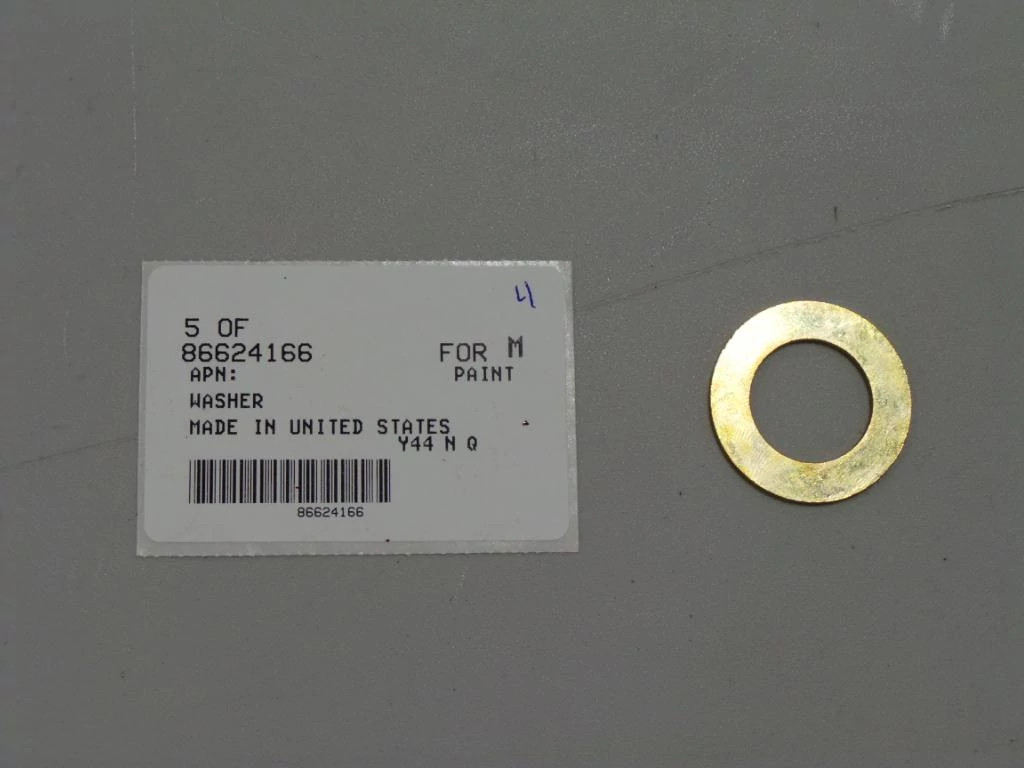 4
5 OF
86624166 FOR M
APN: PAINT
WASHER
MADE IN UNITED STATES
Y44 N Q
86624166